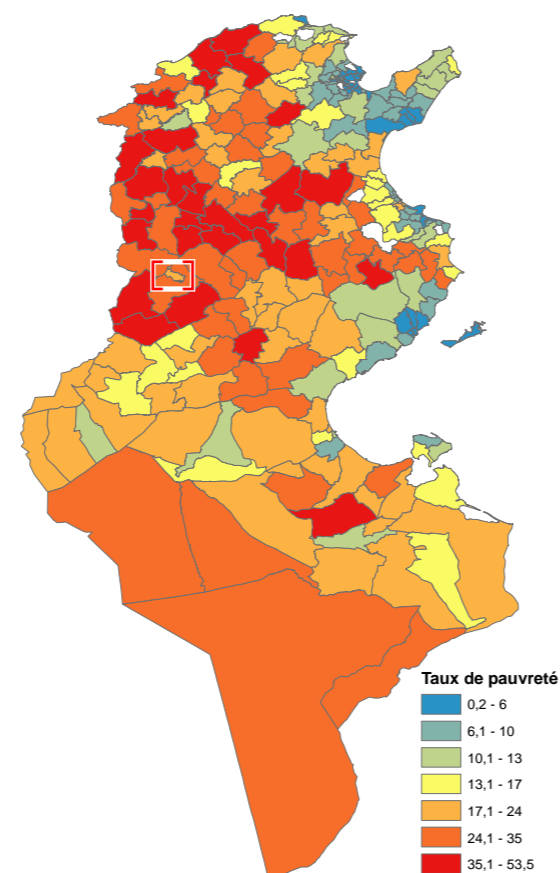 Taux de pauvreté
0,2 - 6
6,1 - 10
10,1 - 13
13,1 - 17
17,1 - 24
24,1 - 35
35,1 - 53,5